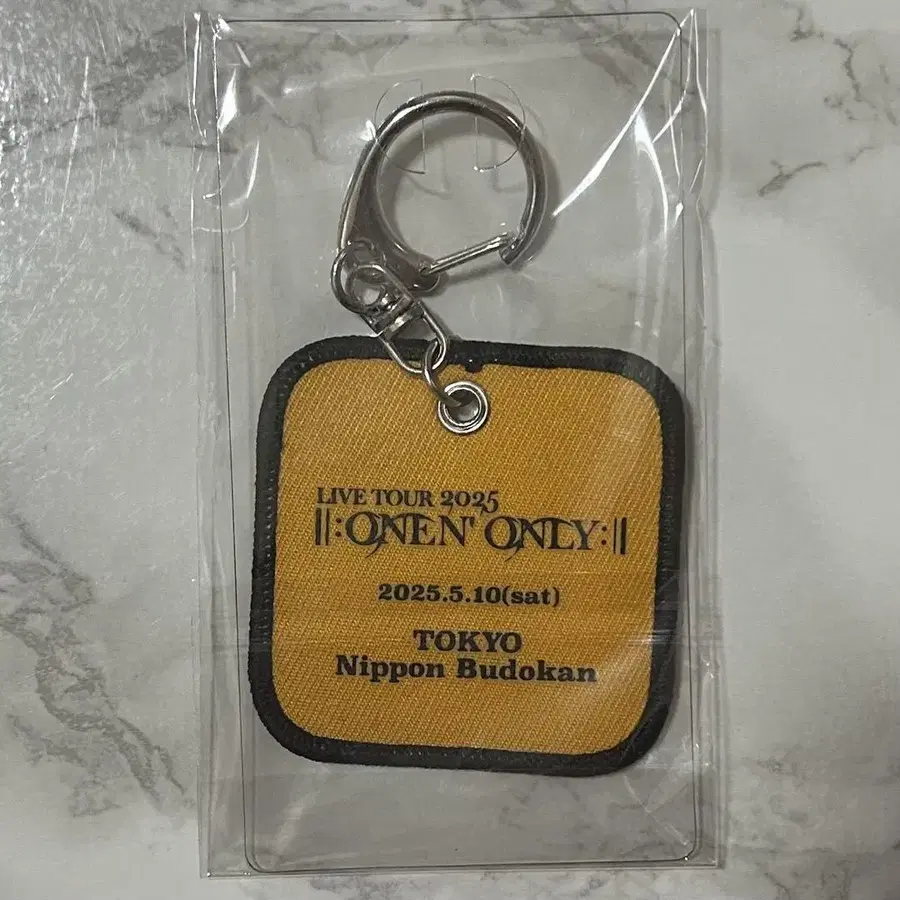 LIVE TOUR 2025
||:ONE N' ONLY:||
2025.5.10(sat)
TOKYO
Nippon Budokan